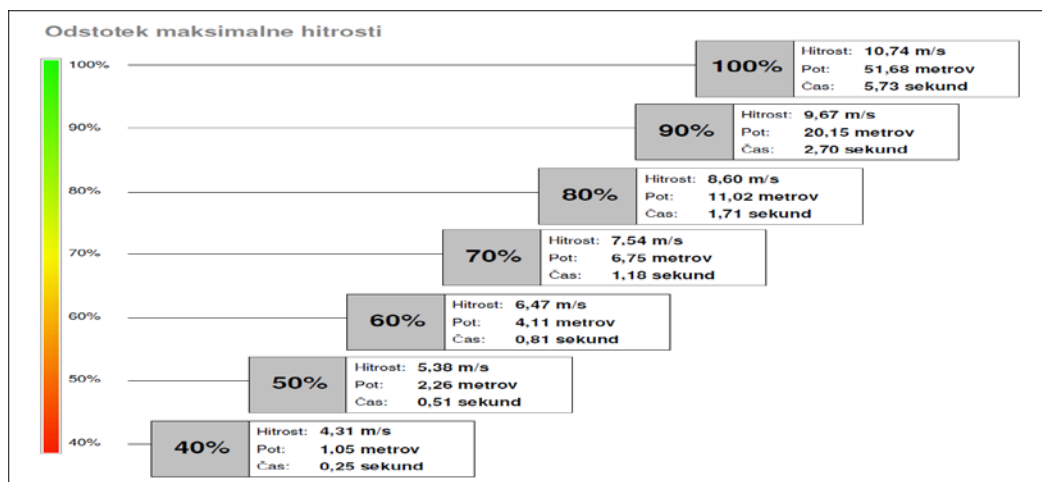 Odstotek maksimalne hitrosti
100%
100%
Hitrost: 10,74 m/s
Pot: 51,68 metrov
Čas: 5,73 sekund
90%
90%
Hitrost: 9,67 m/s
Pot: 20,15 metrov
Čas: 2,70 sekund
80%
80%
Hitrost: 8,60 m/s
Pot: 11,02 metrov
Čas: 1,71 sekund
70%
70%
Hitrost: 7,54 m/s
Pot: 6,75 metrov
Čas: 1,18 sekund
60%
60%
Hitrost: 6,47 m/s
Pot: 4,11 metrov
Čas: 0,81 sekund
50%
50%
Hitrost: 5,38 m/s
Pot: 2,26 metrov
Čas: 0,51 sekund
40%
40%
Hitrost: 4,31 m/s
Pot: 1,05 metrov
Čas: 0,25 sekund